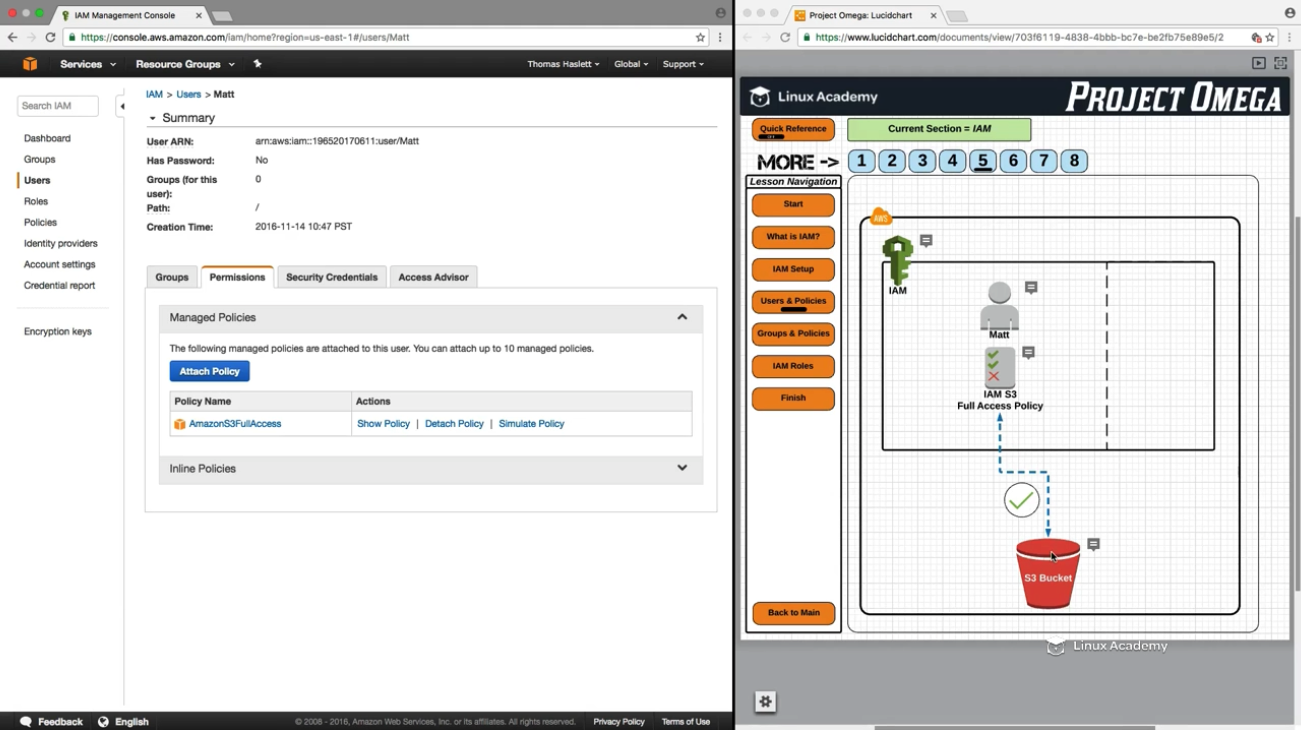 IAM Management Console
https://console.aws.amazon.com/iam/home?region=us-east-1#/users/Matt
Services
Resource Groups
Thomas Haslett
Global
Support
Search IAM
Dashboard
Groups
Users
Roles
Policies
Identity providers
Account settings
Credential report
Encryption keys
IAM > Users > Matt
Summary
User ARN: arn:aws:iam::196520170611:user/Matt
Has Password: No
Groups (for this user): 0
Path: /
Creation Time: 2016-11-14 10:47 PST
Groups
Permissions
Security Credentials
Access Advisor
Managed Policies
The following managed policies are attached to this user. You can attach up to 10 managed policies.
Attach Policy
Policy Name Actions
AmazonS3FullAccess Show Policy | Detach Policy | Simulate Policy
Inline Policies
Feedback
English
© 2008 - 2016, Amazon Web Services, Inc. or its affiliates. All rights reserved.
Privacy Policy
Terms of Use
Project Omega: Lucidchart
https://www.lucidchart.com/documents/view/703f6119-4838-4bbb-bc7e-be2fb75e89e5/2
Linux Academy
PROJECT OMEGA
Quick Reference
Current Section = IAM
MORE -> 1 2 3 4 5 6 7 8
Lesson Navigation
Start
What is IAM?
IAM Setup
Users & Policies
Groups & Policies
IAM Roles
Finish
Back to Main
AWS
IAM
Matt
IAM S3
Full Access Policy
S3 Bucket
Linux Academy